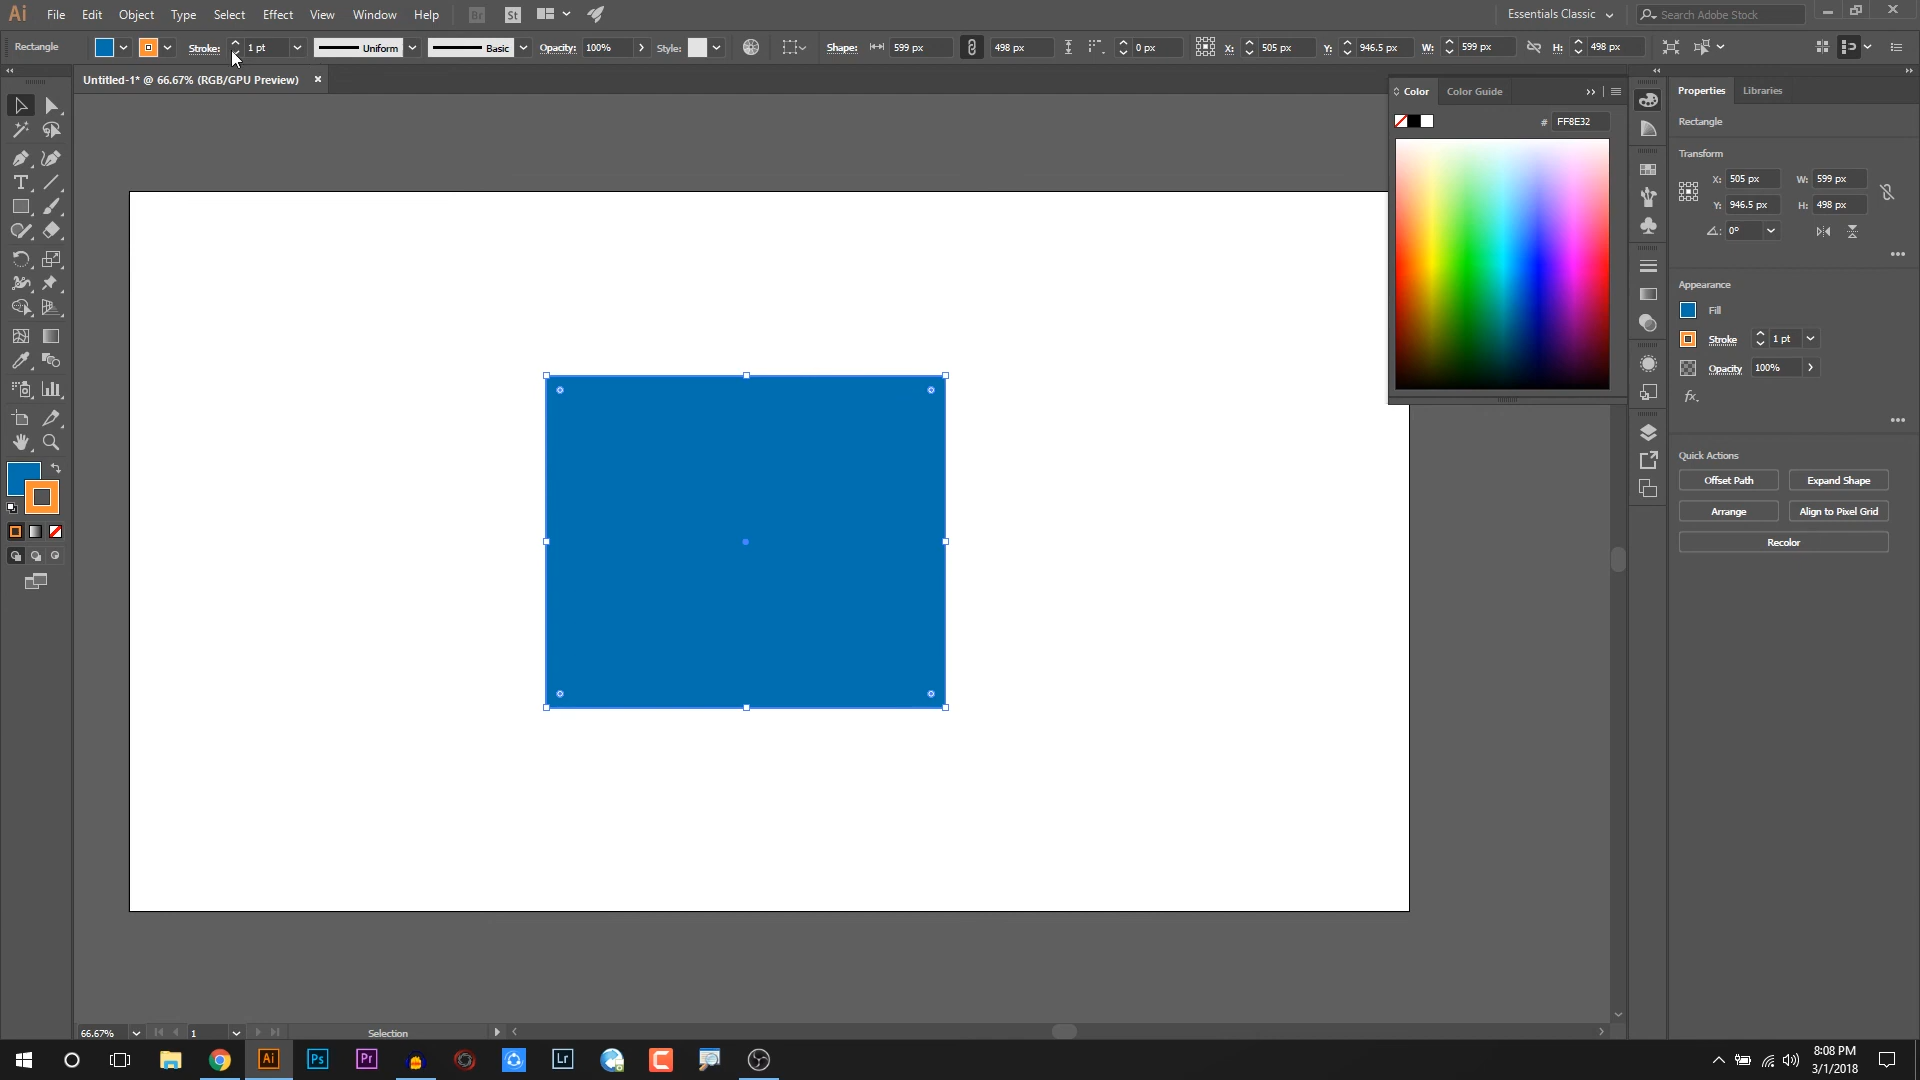 Ai File Edit Object Type Select Effect View Window Help Br St Essentials Classic Search Adobe Stock
Rectangle Stroke: 1 pt Uniform Basic Opacity: 100% Style: Shape: 599 px 498 px 0 px X: 505 px Y: 946.5 px W: 599 px H: 498 px
Untitled-1* @ 66.67% (RGB/GPU Preview)
Color Color Guide
# FF8E32
Properties Libraries
Rectangle
Transform
X: 505 px W: 599 px
Y: 946.5 px H: 498 px
0°
Appearance
Fill
Stroke 1 pt
Opacity 100%
fx.
Quick Actions
Offset Path Expand Shape
Arrange Align to Pixel Grid
Recolor
66.67% 1 Selection
Ai Ps Pr Lr C
8:08 PM
3/1/2018